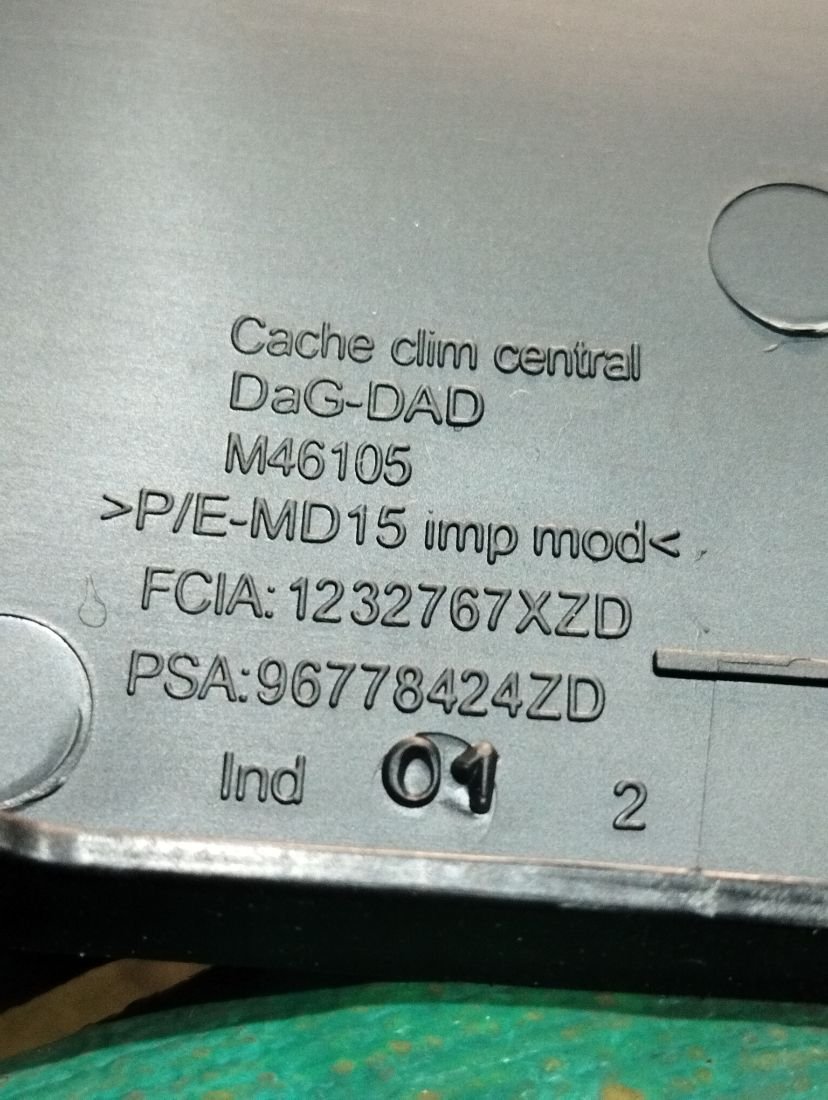 Cache clim central
DaG-DAD
M46105
>P/E-MD15 imp mod<
FCIA:1232767XZD
PSA:96778424ZD
Ind 01 2